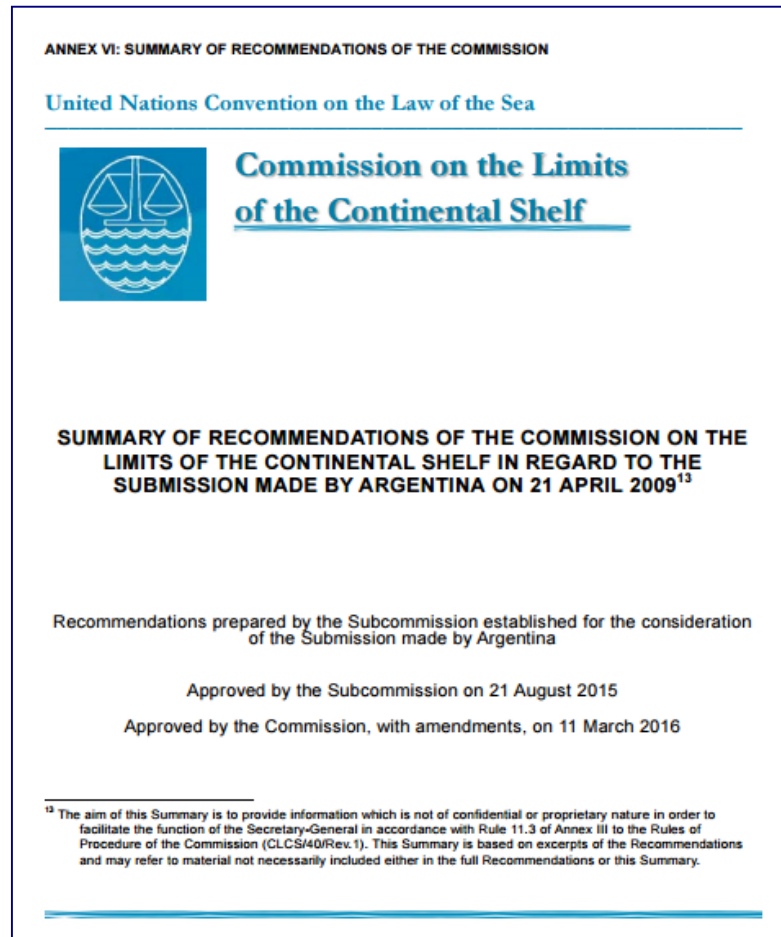 ANNEX VI: SUMMARY OF RECOMMENDATIONS OF THE COMMISSION
United Nations Convention on the Law of the Sea
Commission on the Limits
of the Continental Shelf
SUMMARY OF RECOMMENDATIONS OF THE COMMISSION ON THE
LIMITS OF THE CONTINENTAL SHELF IN REGARD TO THE
SUBMISSION MADE BY ARGENTINA ON 21 APRIL 2009¹³
Recommendations prepared by the Subcommission established for the consideration
of the Submission made by Argentina
Approved by the Subcommission on 21 August 2015
Approved by the Commission, with amendments, on 11 March 2016
¹³ The aim of this Summary is to provide information which is not of confidential or proprietary nature in order to
facilitate the function of the Secretary-General in accordance with Rule 11.3 of Annex III to the Rules of
Procedure of the Commission (CLCS/40/Rev.1). This Summary is based on excerpts of the Recommendations
and may refer to material not necessarily included either in the full Recommendations or this Summary.